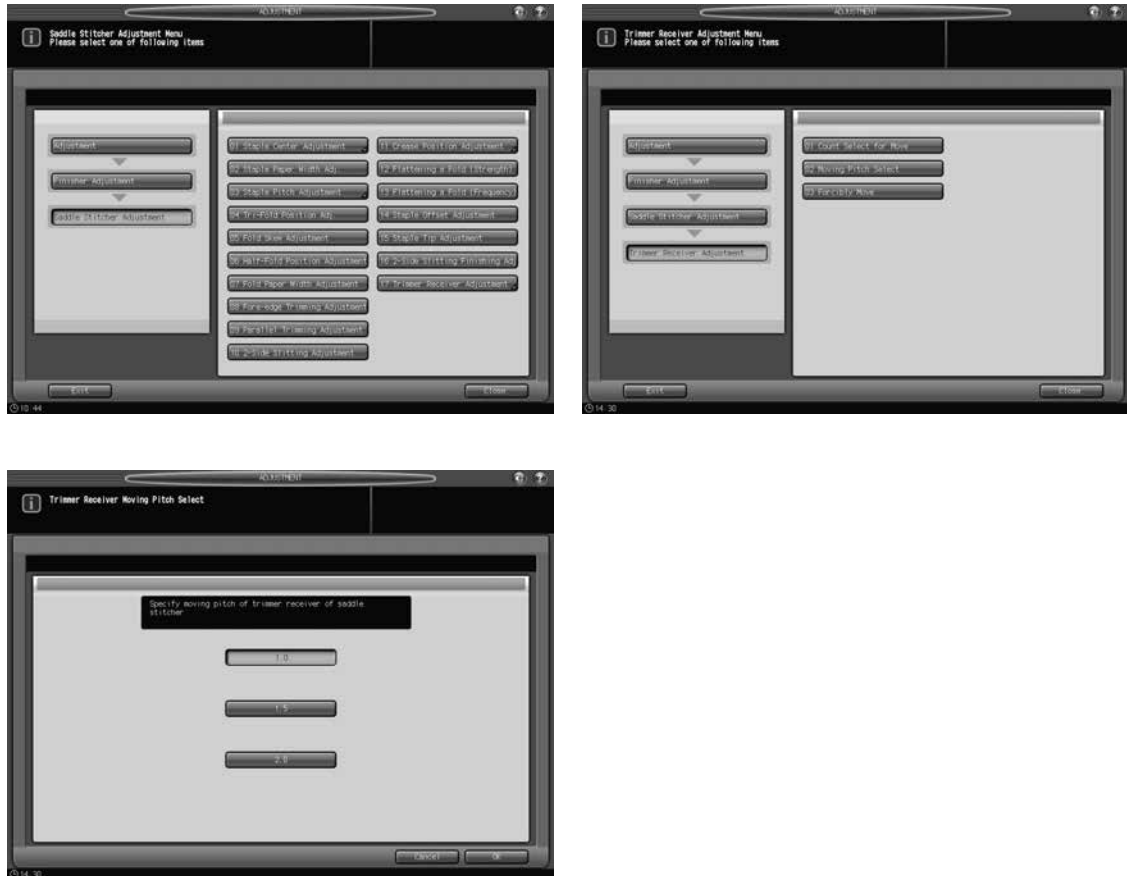 ADJUSTMENT
Saddle Stitcher Adjustment Menu
Please select one of following items
Adjustment
Finisher Adjustment
Saddle Stitcher Adjustment
01 Staple Center Adjustment
02 Staple Paper Width Adj.
03 Staple Pitch Adjustment
04 Tri-Fold Position Adj.
05 Fold Skew Adjustment
06 Half-Fold Position Adjustment
07 Fold Paper Width Adjustment
08 Fore-edge Trimming Adjustment
09 Parallel Trimming Adjustment
10 2-Side Slitting Adjustment
11 Crease Position Adjustment
12 Flattening a Fold (Strength)
13 Flattening a Fold (Frequency)
14 Staple Offset Adjustment
15 Staple Trp Adjustment
16 2-Side Slitting Finishing Adj
17 Trimmer Receiver Adjustment
Exit
Close
10:44
ADJUSTMENT
Trimmer Receiver Adjustment Menu
Please select one of following items
Adjustment
Finisher Adjustment
Saddle Stitcher Adjustment
Trimmer Receiver Adjustment
01 Count Select for Move
02 Moving Pitch Select
03 Forcibly Move
Exit
Close
14:30
ADJUSTMENT
Trimmer Receiver Moving Pitch Select
Specify moving pitch of trimmer receiver of saddle
stitcher
1.0
1.5
2.0
Cancel
OK
14:30